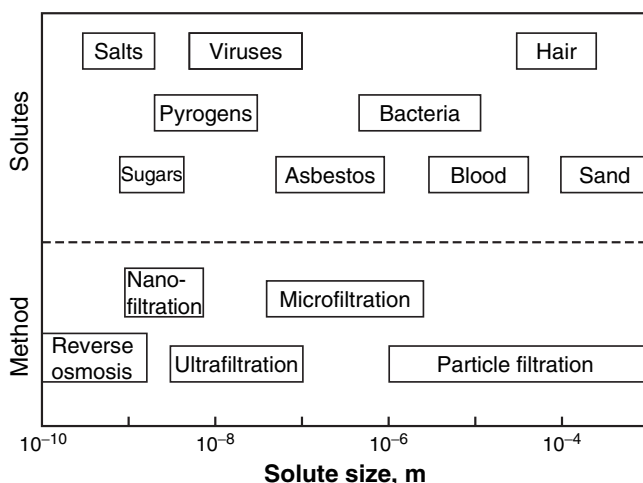 Solutes
Salts
Viruses
Hair
Pyrogens
Bacteria
Sugars
Asbestos
Blood
Sand
Method
Nano-
filtration
Microfiltration
Reverse
osmosis
Ultrafiltration
Particle filtration
10⁻¹⁰
10⁻⁸
10⁻⁶
10⁻⁴
Solute size, m